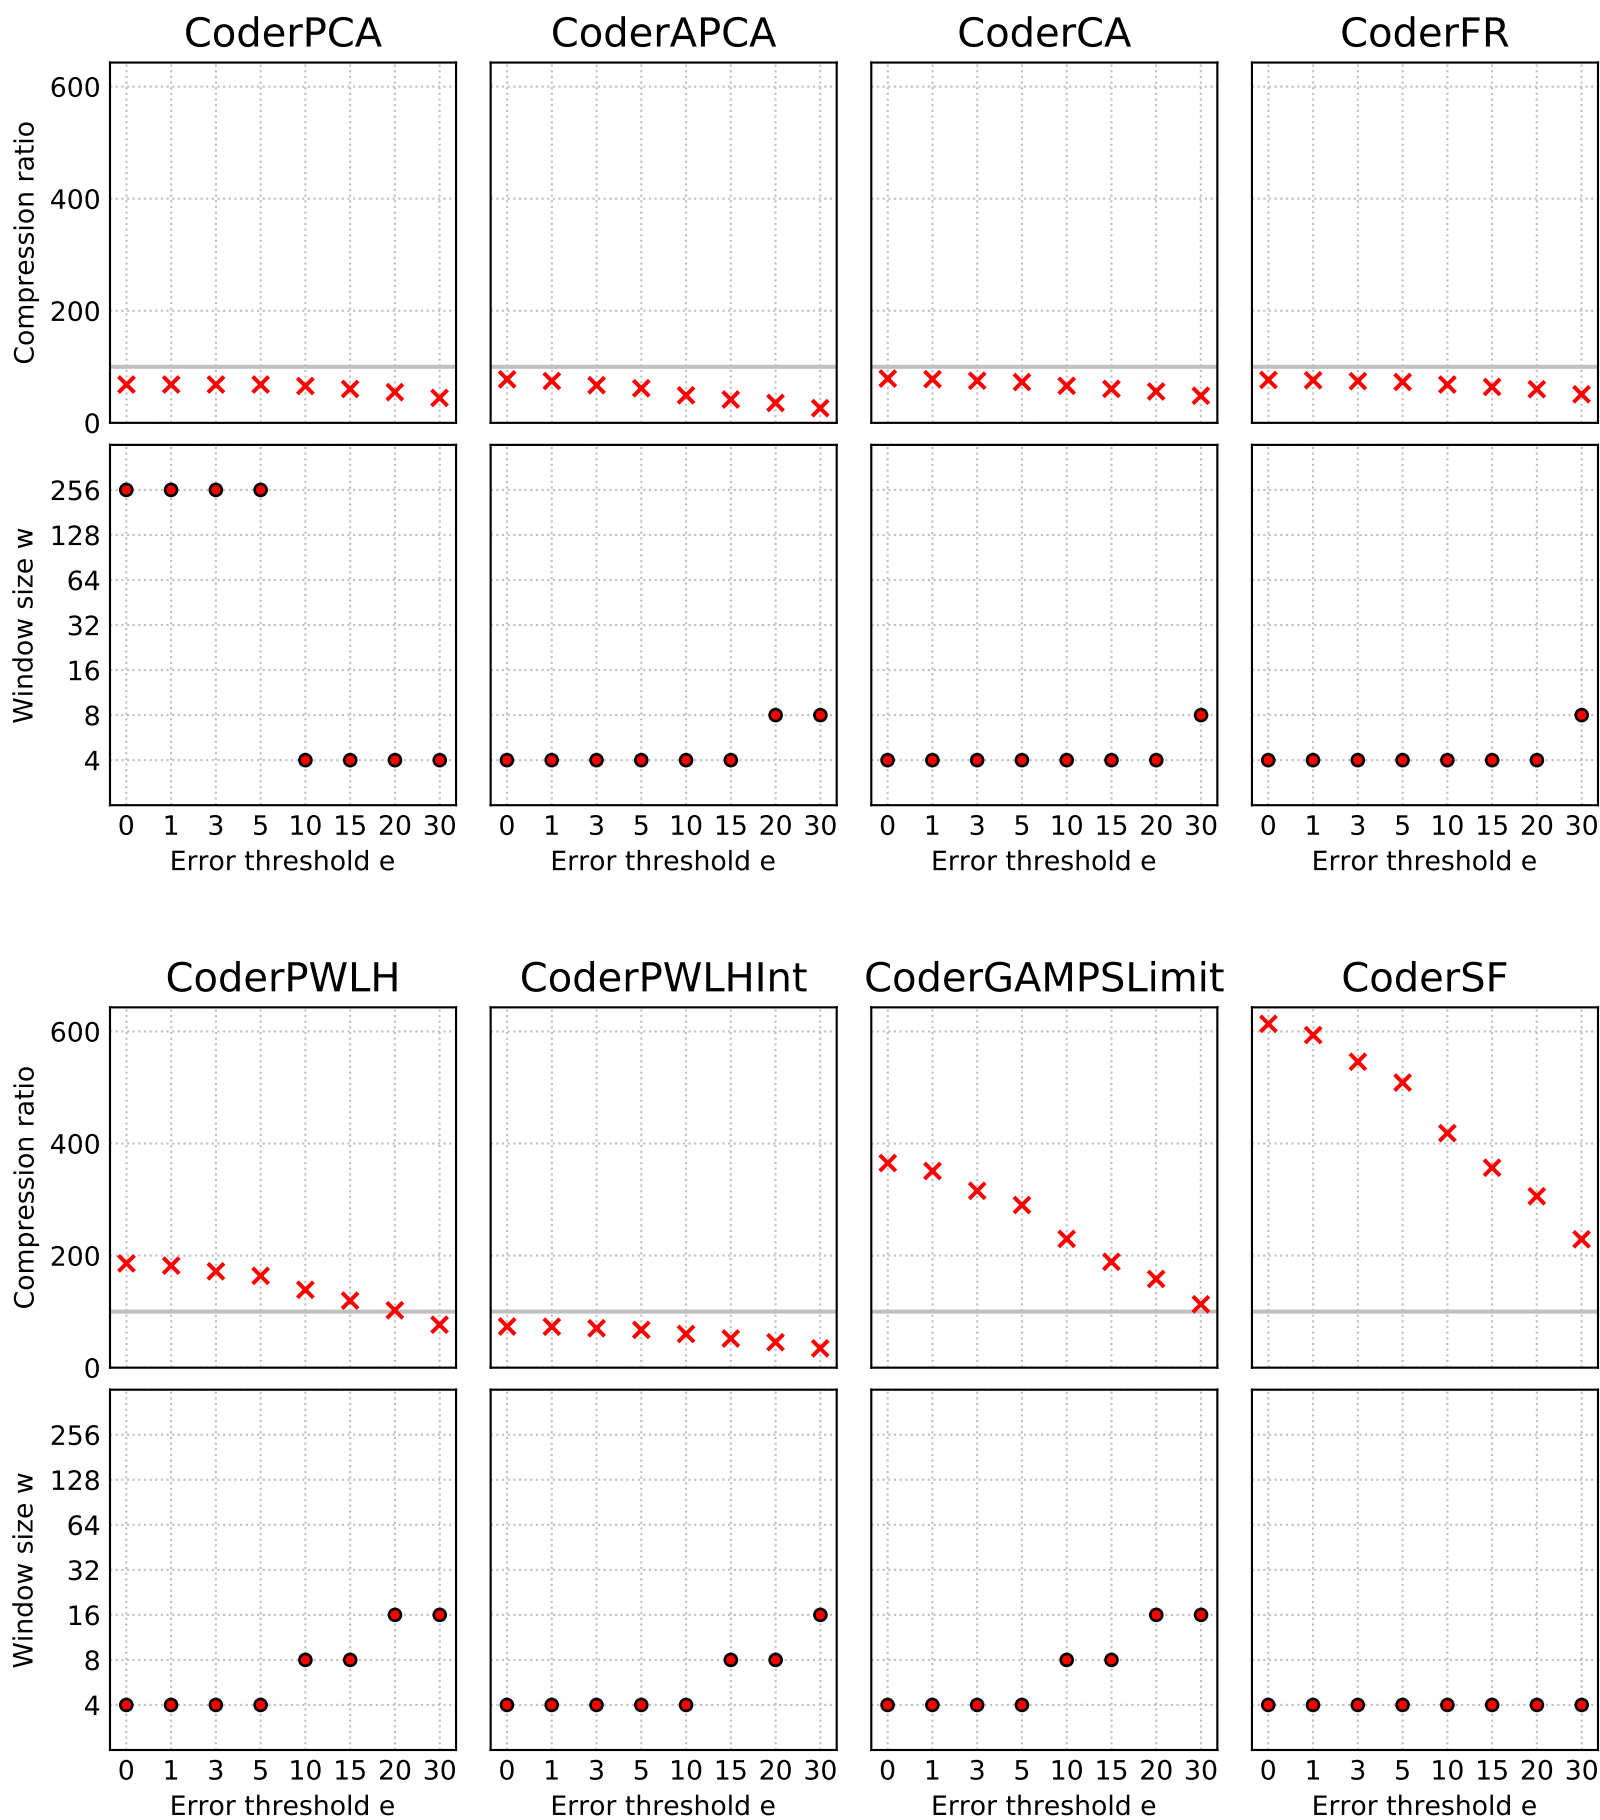 CoderPCA CoderAPCA CoderCA CoderFR
Compression ratio
600
400
200
0
Window size w
256
128
64
32
16
8
4
0 1 3 5 10 15 20 30 0 1 3 5 10 15 20 30 0 1 3 5 10 15 20 30 0 1 3 5 10 15 20 30
Error threshold e Error threshold e Error threshold e Error threshold e
CoderPWLH CoderPWLHInt CoderGAMPSLimit CoderSF
Compression ratio
600
400
200
0
Window size w
256
128
64
32
16
8
4
0 1 3 5 10 15 20 30 0 1 3 5 10 15 20 30 0 1 3 5 10 15 20 30 0 1 3 5 10 15 20 30
Error threshold e Error threshold e Error threshold e Error threshold e